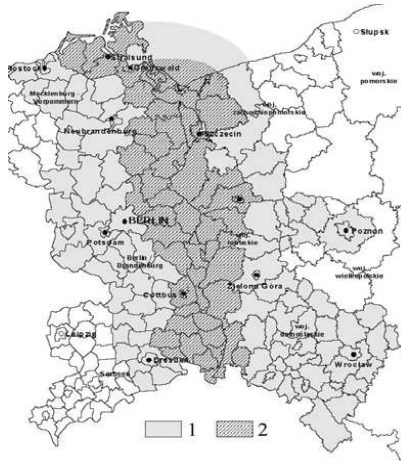 Słupsk
Stralsund
Greifswald
Rostock
woj.
pomorskie
Mecklenburg
Vorpommern
woj.
zachodniopomorskie
Neubrandenburg
Szczecin
BERLIN
Potsdam
Poznań
woj.
lubuskie
Berlin
Brandenburg
woj.
wielkopolskie
Zielona Góra
Cottbus
woj.
dolnośląskie
Leipzig
Wrocław
Dresden
Sachsen
1
2